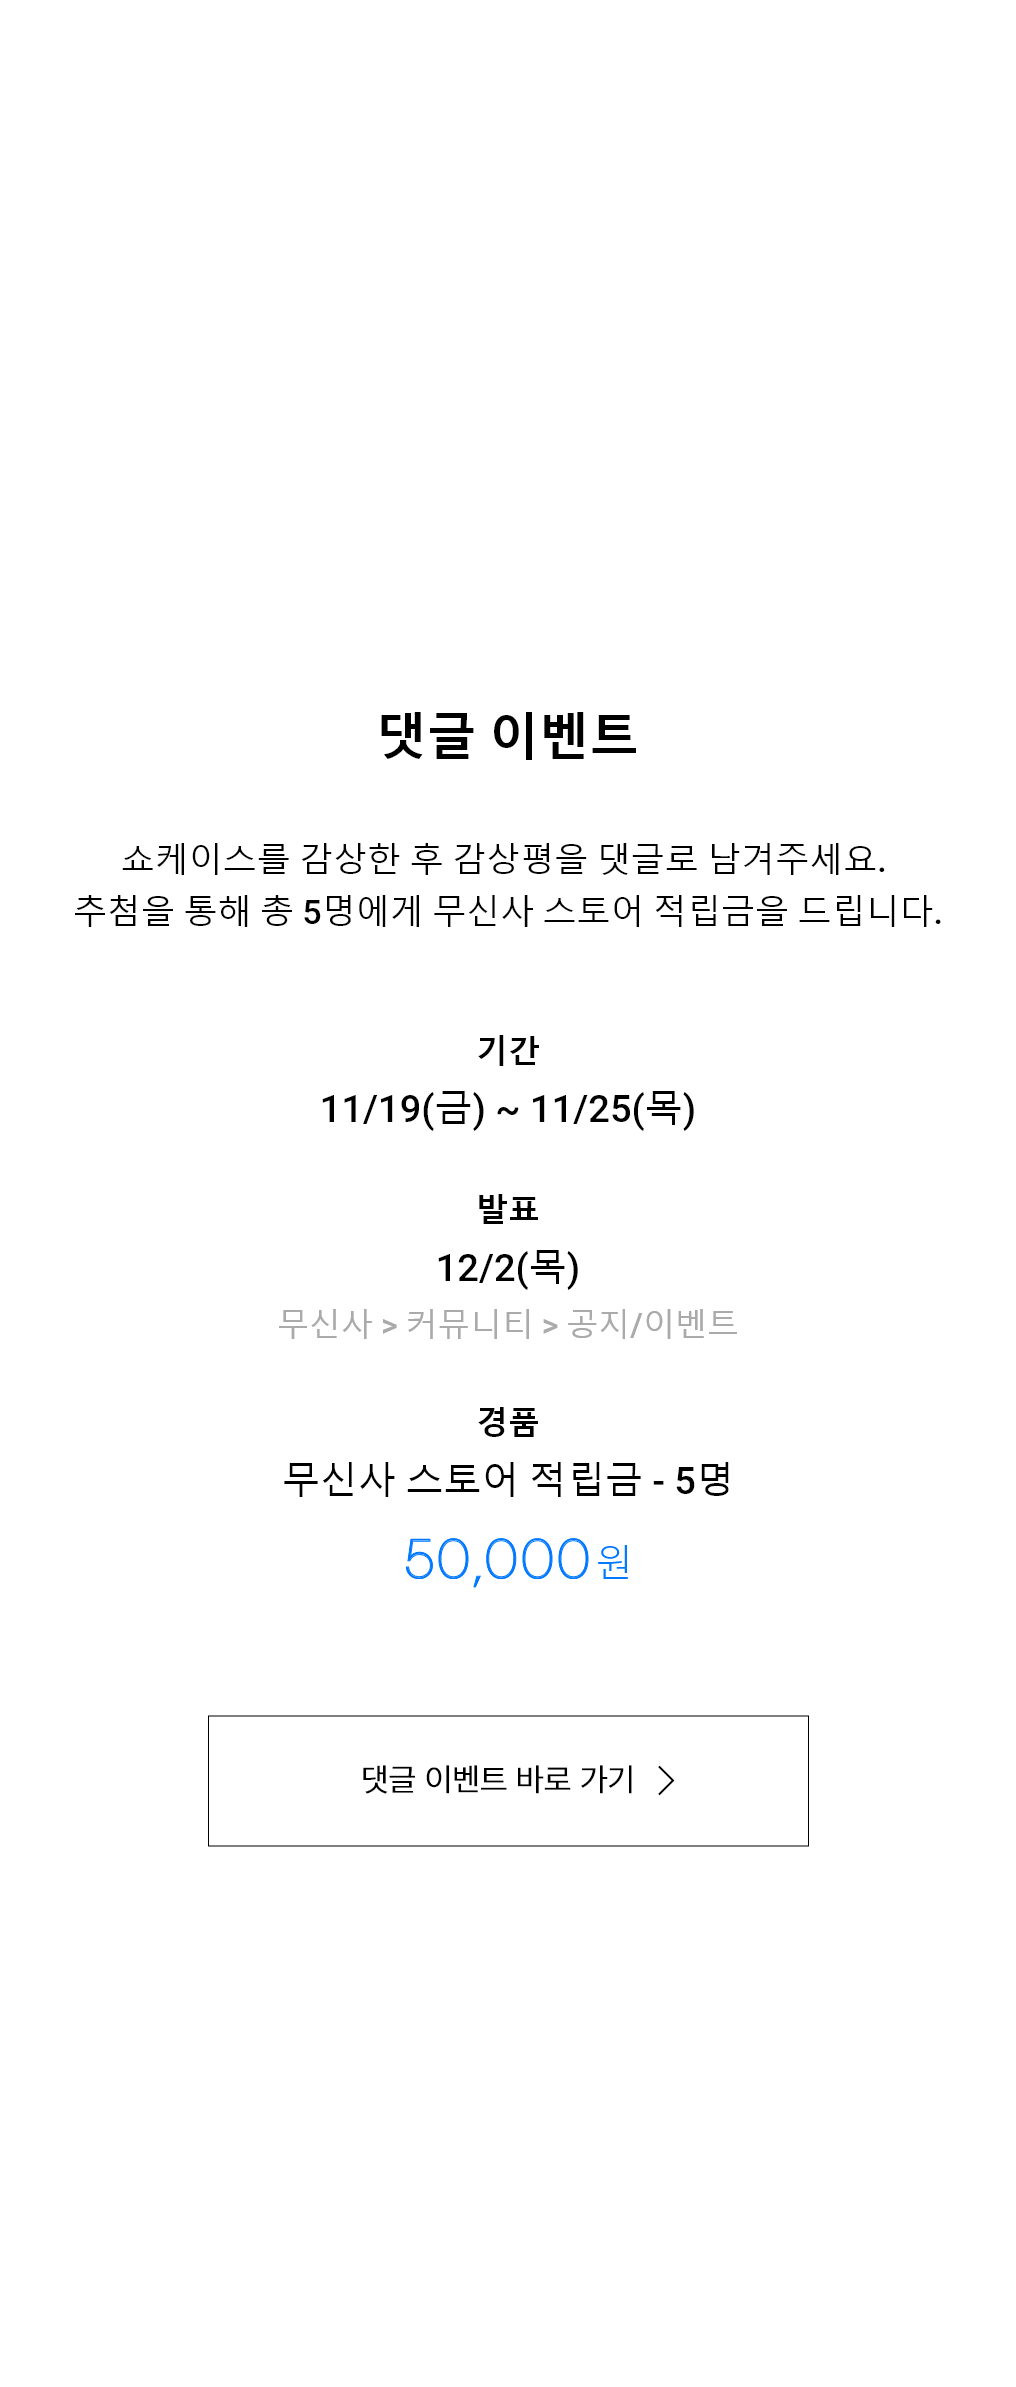 댓글 이벤트
쇼케이스를 감상한 후 감상평을 댓글로 남겨주세요.
추첨을 통해 총 5명에게 무신사 스토어 적립금을 드립니다.
기간
11/19(금) ~ 11/25(목)
발표
12/2(목)
무신사 > 커뮤니티 > 공지/이벤트
경품
무신사 스토어 적립금 - 5명
50,000원
댓글 이벤트 바로 가기 >